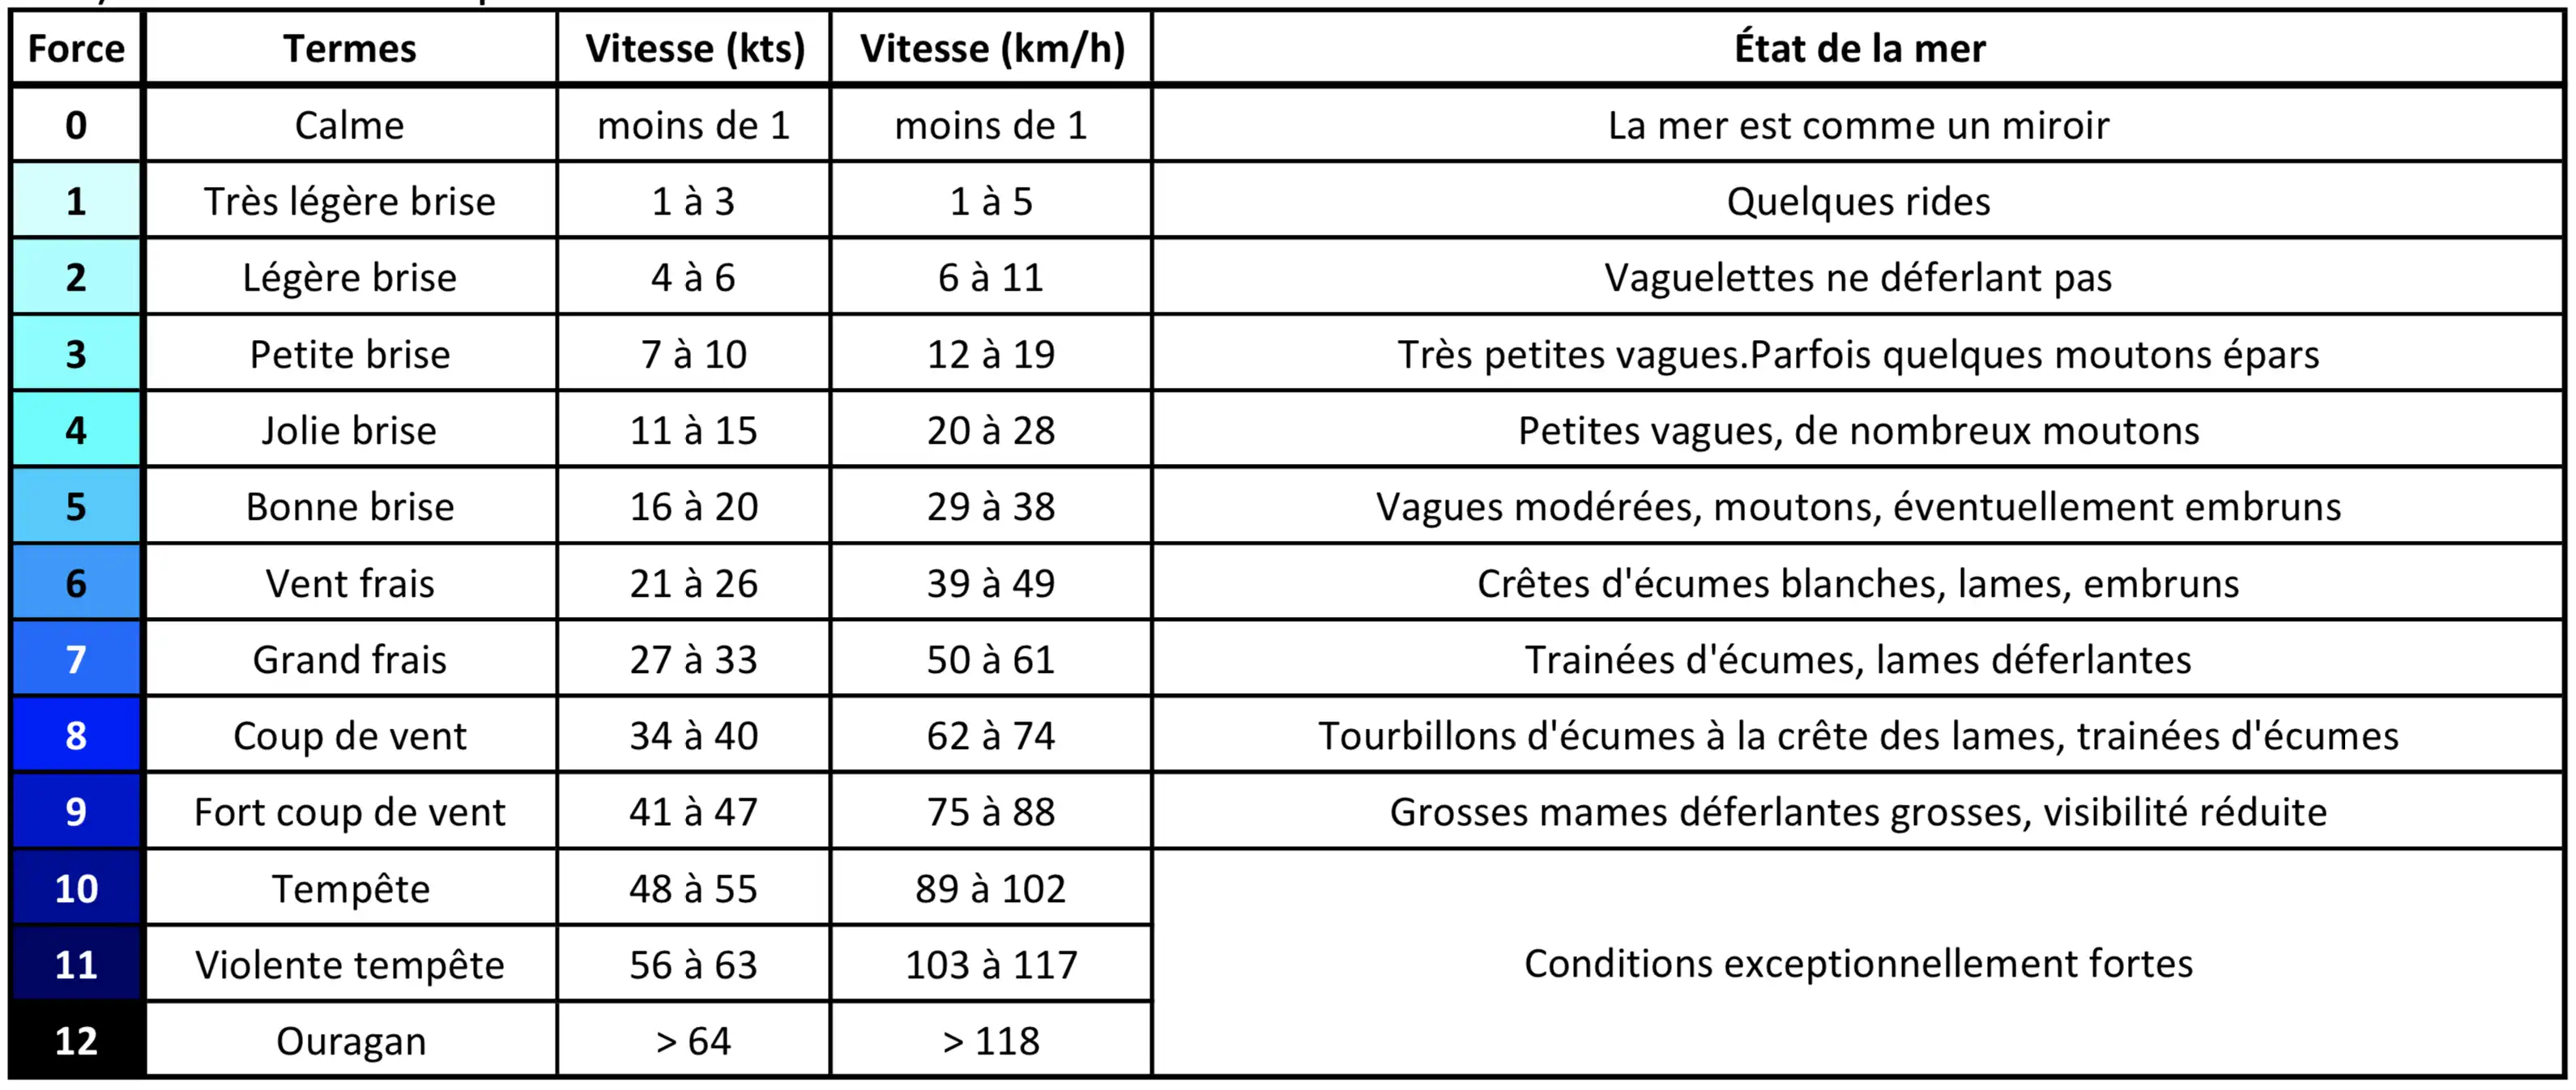 Force Termes Vitesse (kts) Vitesse (km/h) État de la mer
0 Calme moins de 1 moins de 1 La mer est comme un miroir
1 Très légère brise 1 à 3 1 à 5 Quelques rides
2 Légère brise 4 à 6 6 à 11 Vaguelettes ne déferlant pas
3 Petite brise 7 à 10 12 à 19 Très petites vagues.Parfois quelques moutons épars
4 Jolie brise 11 à 15 20 à 28 Petites vagues, de nombreux moutons
5 Bonne brise 16 à 20 29 à 38 Vagues modérées, moutons, éventuellement embruns
6 Vent frais 21 à 26 39 à 49 Crêtes d'écumes blanches, lames, embruns
7 Grand frais 27 à 33 50 à 61 Trainées d'écumes, lames déferlantes
8 Coup de vent 34 à 40 62 à 74 Tourbillons d'écumes à la crête des lames, trainées d'écumes
9 Fort coup de vent 41 à 47 75 à 88 Grosses mames déferlantes grosses, visibilité réduite
10 Tempête 48 à 55 89 à 102
11 Violente tempête 56 à 63 103 à 117 Conditions exceptionnellement fortes
12 Ouragan > 64 > 118